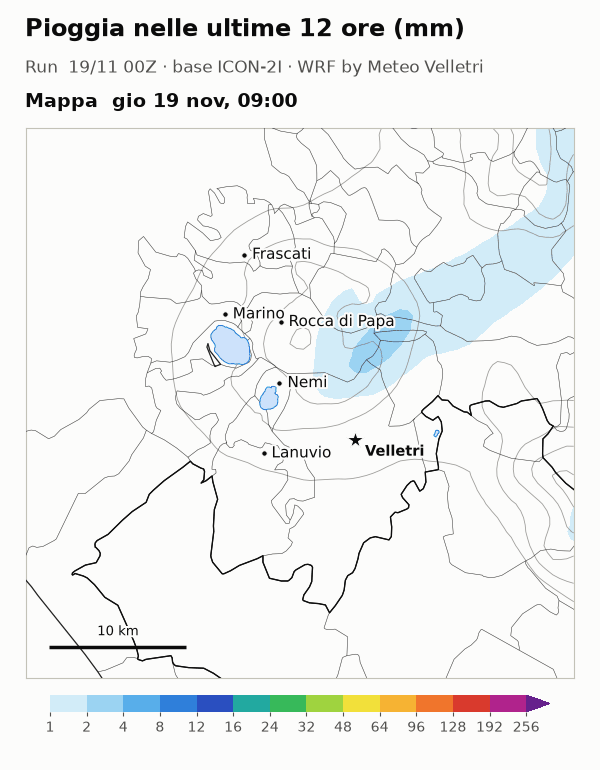 Pioggia nelle ultime 12 ore (mm)
Run  19/11 00Z · base ICON-2I · WRF by Meteo Velletri
Mappa  gio 19 nov, 09:00
Frascati
Marino
Rocca di Papa
Nemi
Velletri
Lanuvio
10 km
1 2 4 8 12 16 24 32 48 64 96 128 192 256